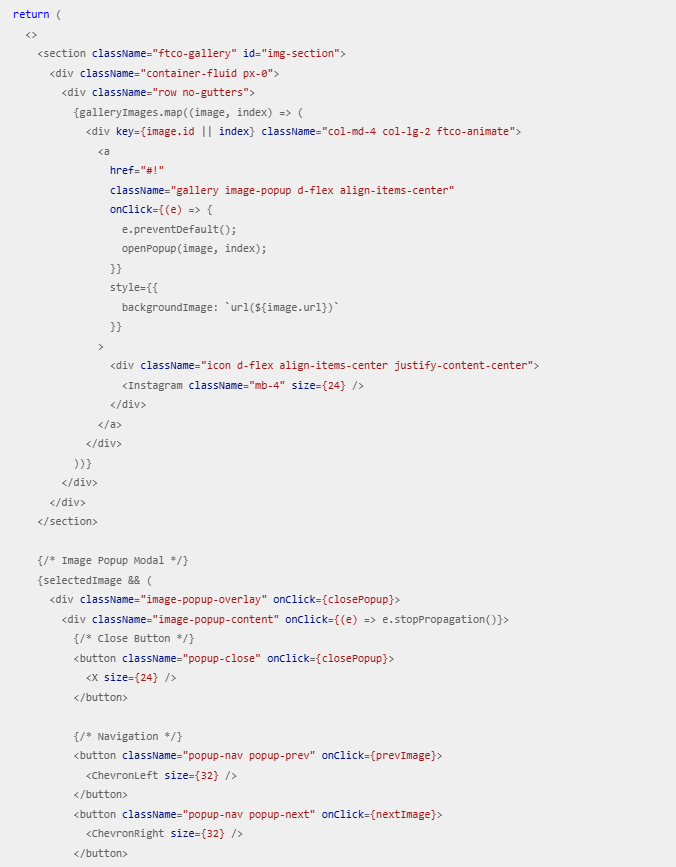 return (
<>
<section className="ftco-gallery" id="img-section">
<div className="container-fluid px-0">
<div className="row no-gutters">
{galleryImages.map((image, index) => (
<div key={image.id || index} className="col-md-4 col-lg-2 ftco-animate">
<a
href="#!"
className="gallery image-popup d-flex align-items-center"
onClick={(e) => {
e.preventDefault();
openPopup(image, index);
}}
style={{
backgroundImage: `url(${image.url})`
}}
>
<div className="icon d-flex align-items-center justify-content-center">
<Instagram className="mb-4" size={24} />
</div>
</a>
</div>
))}
</div>
</div>
</section>
{/* Image Popup Modal */}
{selectedImage && (
<div className="image-popup-overlay" onClick={closePopup}>
<div className="image-popup-content" onClick={(e) => e.stopPropagation()}>
{/* Close Button */}
<button className="popup-close" onClick={closePopup}>
<X size={24} />
</button>
{/* Navigation */}
<button className="popup-nav popup-prev" onClick={prevImage}>
<ChevronLeft size={32} />
</button>
<button className="popup-nav popup-next" onClick={nextImage}>
<ChevronRight size={32} />
</button>